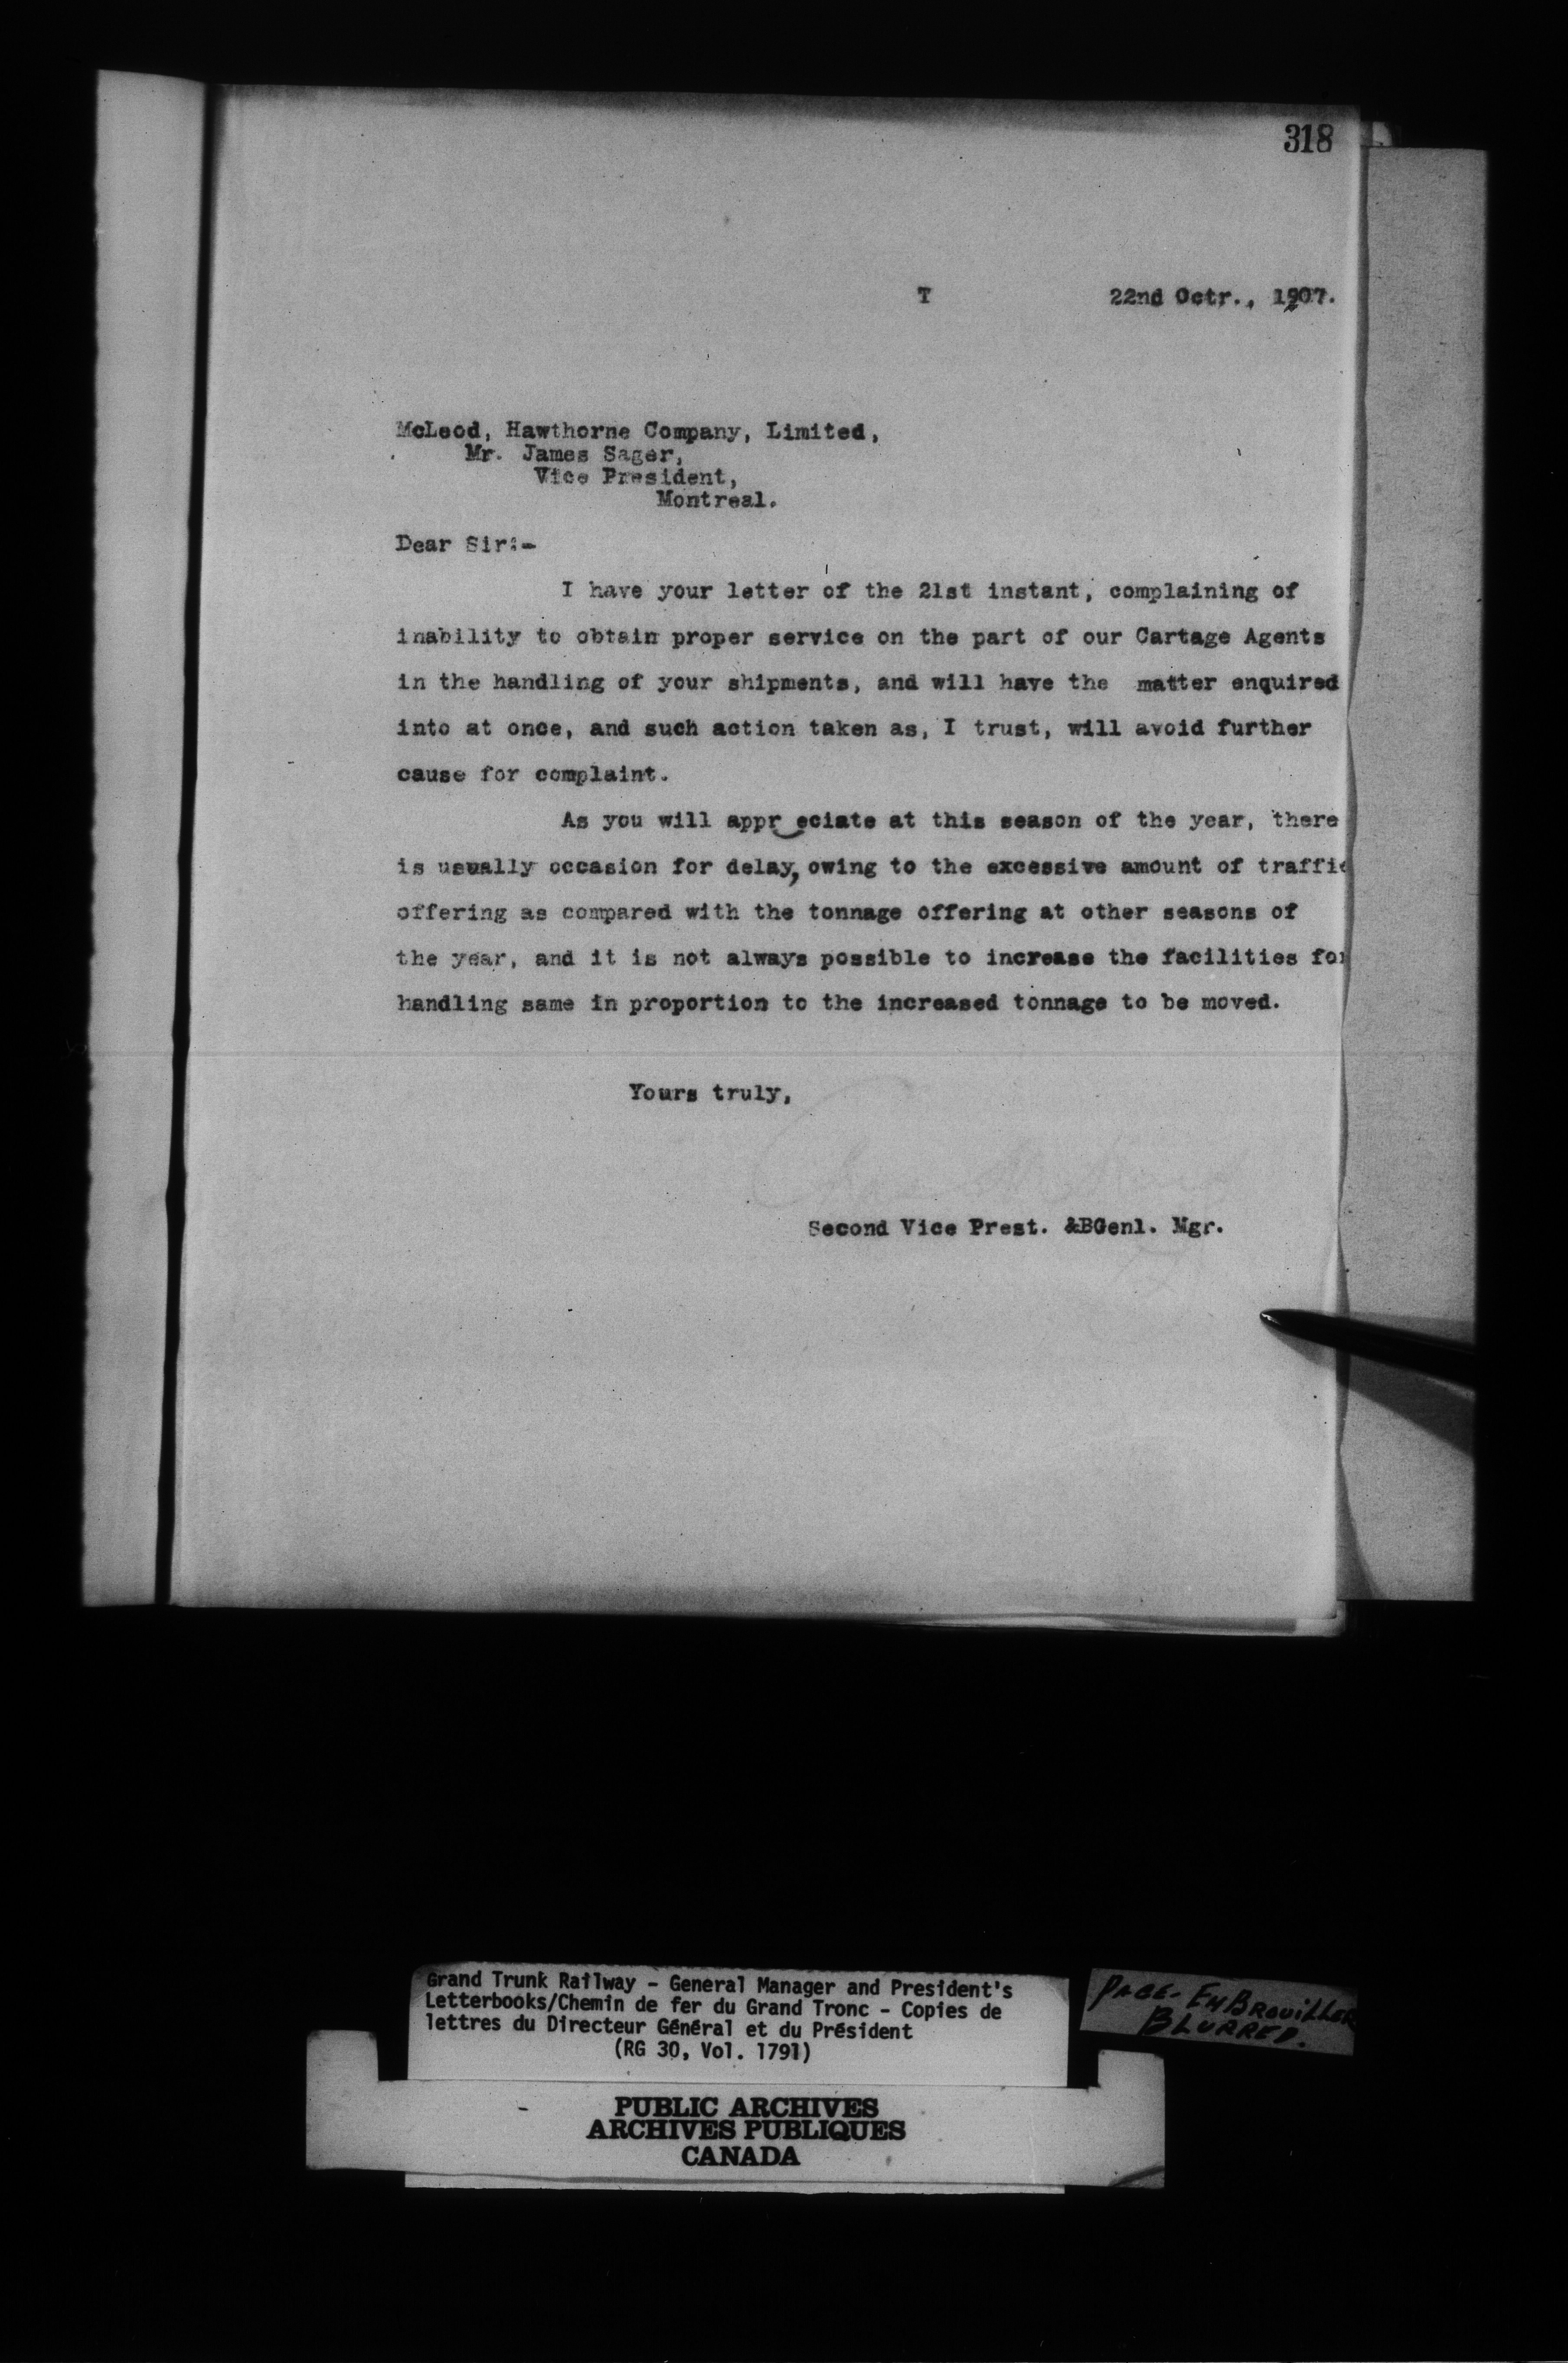 318
T 22nd Octr., 1907.
McLeod, Hawthorne Company, Limited,
Mr. James Sager,
Vice President,
Montreal.
Dear Sir:-
I have your letter of the 21st instant, complaining of
inability to obtain proper service on the part of our Cartage Agents
in the handling of your shipments, and will have the matter enquired
into at once, and such action taken as, I trust, will avoid further
cause for complaint.
As you will appr eciate at this season of the year, there
is usually occasion for delay, owing to the excessive amount of traffic
offering as compared with the tonnage offering at other seasons of
the year, and it is not always possible to increase the facilities for
handling same in proportion to the increased tonnage to be moved.
Yours truly,
Second Vice Prest. &BGenl. Mgr.
Grand Trunk Railway - General Manager and President's
Letterbooks/Chemin de fer du Grand Tronc - Copies de
lettres du Directeur Général et du Président
(RG 30, Vol. 1791)
PAGE - EMBROUILLER
BLURRED.
PUBLIC ARCHIVES
ARCHIVES PUBLIQUES
CANADA